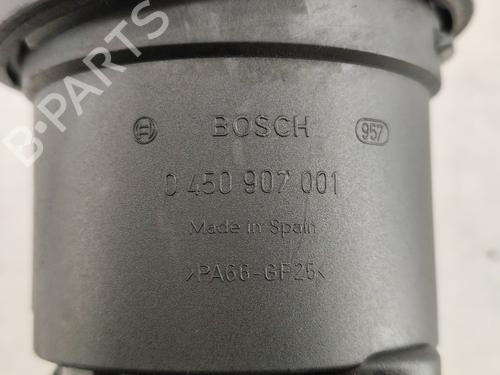 B-PARTS
BOSCH 957
0 450 907 001
Made in Spain
>PA66-GF25<